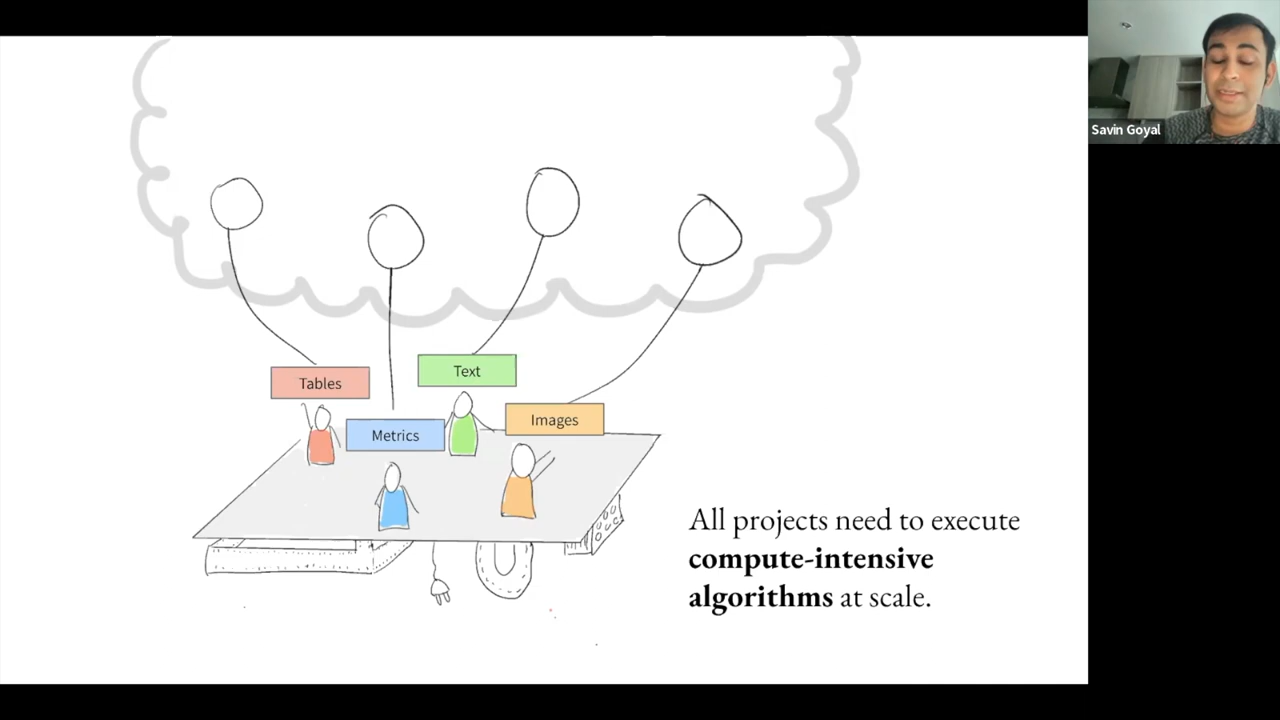 Savin Goyal
Text
Tables
Images
Metrics
All projects need to execute
compute-intensive
algorithms at scale.